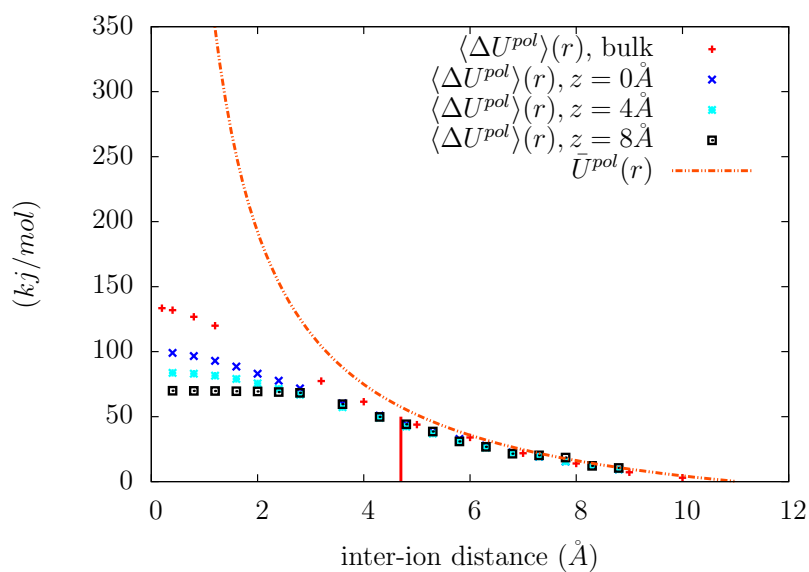 350
300
250
200
150
100
50
0
(kj/mol)
⟨ΔU^{pol}⟩(r), bulk
⟨ΔU^{pol}⟩(r), z = 0Å
⟨ΔU^{pol}⟩(r), z = 4Å
⟨ΔU^{pol}⟩(r), z = 8Å
Ū^{pol}(r)
0 2 4 6 8 10 12
inter-ion distance (Å)